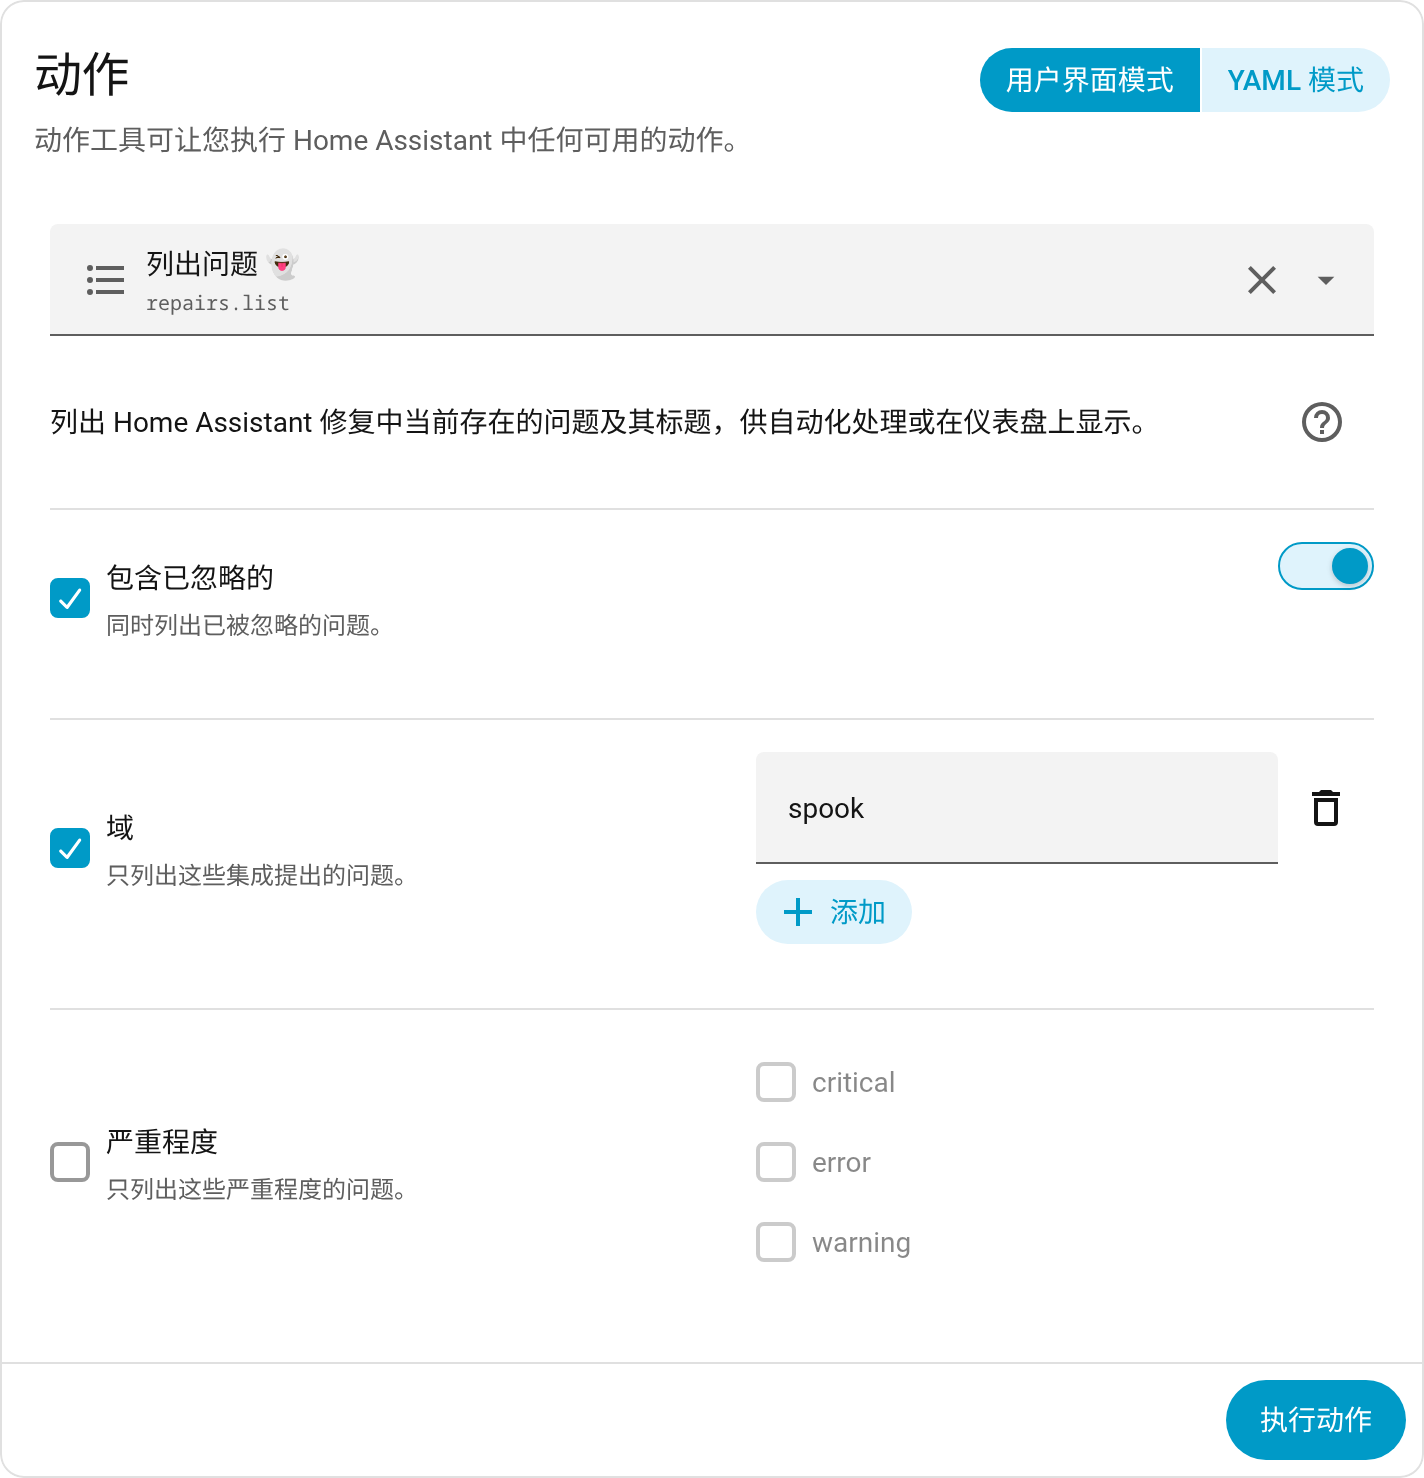 动作
用户界面模式
YAML 模式
动作工具可让您执行 Home Assistant 中任何可用的动作。
列出问题 👻
repairs.list
列出 Home Assistant 修复中当前存在的问题及其标题，供自动化处理或在仪表盘上显示。
包含已忽略的
同时列出已被忽略的问题。
spook
域
只列出这些集成提出的问题。
添加
critical
严重程度
error
只列出这些严重程度的问题。
warning
执行动作